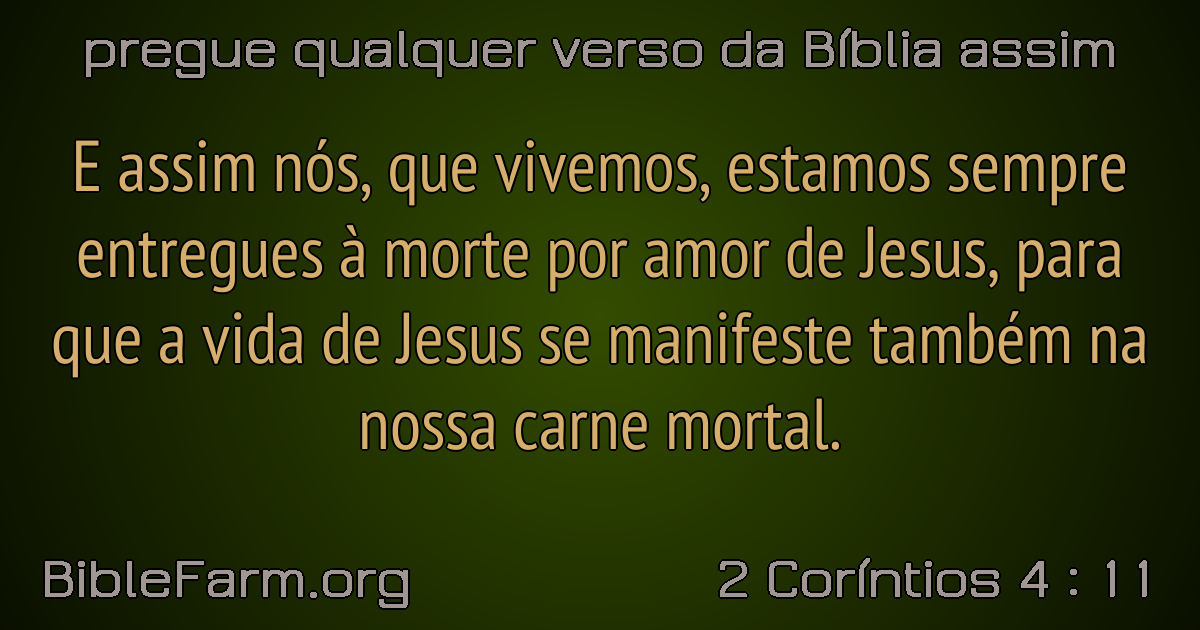 pregue qualquer verso da Bíblia assim
E assim nós, que vivemos, estamos sempre
entregues à morte por amor de Jesus, para
que a vida de Jesus se manifeste também na
nossa carne mortal.
BibleFarm.org
2 Coríntios 4 : 11